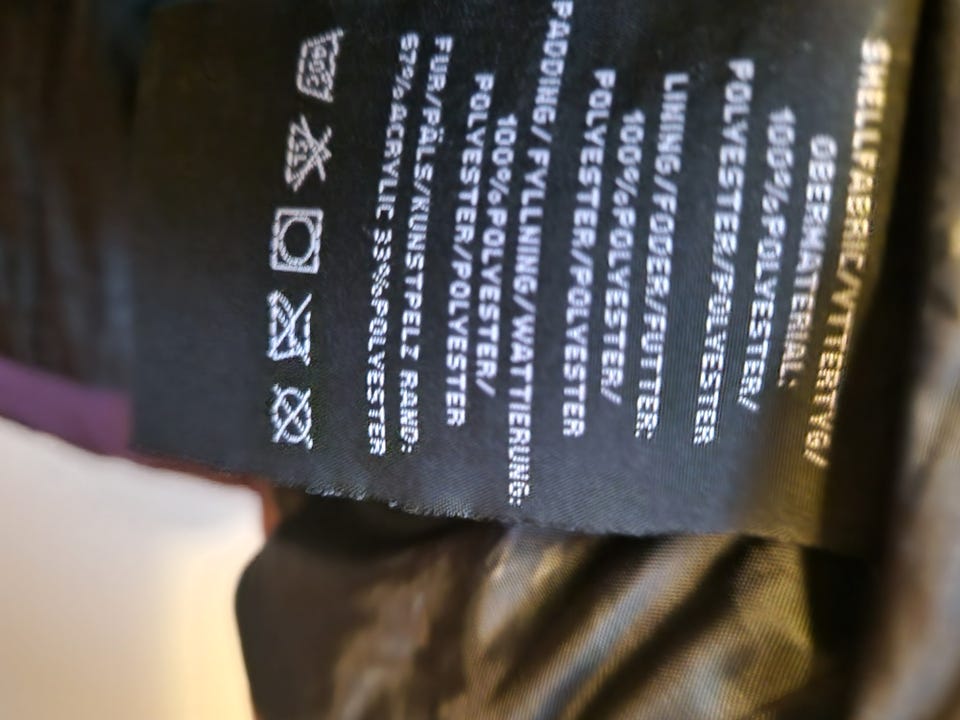 SHELLFABRIC/YTTERTYG/
OBERMATERIAL:
100%POLYESTER/
POLYESTER/POLYESTER
LINING/FODER/FUTTER:
100%POLYESTER/
POLYESTER/POLYESTER
PADDING/FYLLNING/WATTIERUNG:
100%POLYESTER/
POLYESTER/POLYESTER
FUR/PÄLS/KUNSTPELZ RAND:
67%ACRYLIC 33%POLYESTER